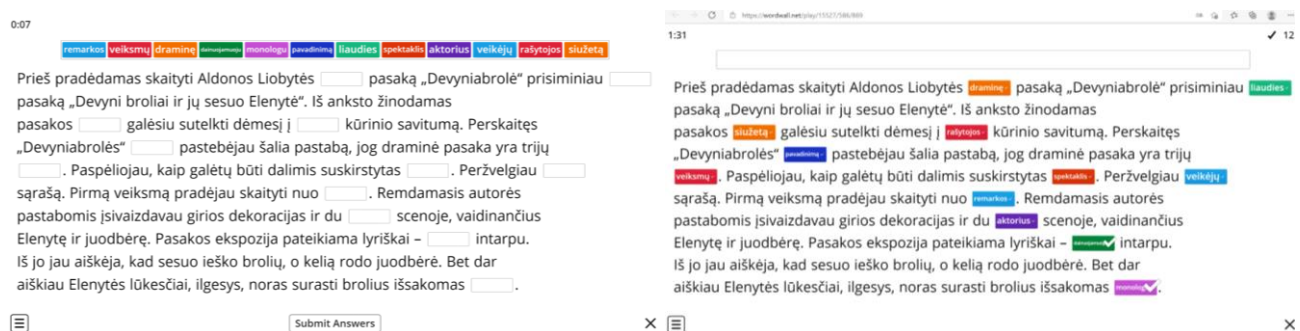 0:07
remarkos veiksmų draminę dainuojamuoju monologu pavadinimą liaudies spektaklis aktorius veikėjų rašytojos siužetą
Prieš pradėdamas skaityti Aldonos Liobytės pasaką „Devyniabrolė“ prisiminiau
pasaką „Devyni broliai ir jų sesuo Elenytė“. Iš anksto žinodamas
pasakos galėsiu sutelkti dėmesį į kūrinio savitumą. Perskaitęs
„Devyniabrolės“ pastebėjau šalia pastabą, jog draminė pasaka yra trijų
. Paspėliojau, kaip galėtų būti dalimis suskirstytas . Peržvelgiau
sąrašą. Pirmą veiksmą pradėjau skaityti nuo . Remdamasis autorės
pastabomis įsivaizdavau girios dekoracijas ir du scenoje, vaidinančius
Elenytę ir juodbėrę. Pasakos ekspozija pateikiama lyriškai – intarpu.
Iš jo jau aiškėja, kad sesuo ieško brolių, o kelią rodo juodbėrė. Bet dar
aiškiau Elenytės lūkesčiai, ilgesys, noras surasti brolius išsakomas .
Submit Answers
https://wordwall.net/play/15527/586/869
1:31
12
Prieš pradėdamas skaityti Aldonos Liobytės draminę pasaką „Devyniabrolė“ prisiminiau liaudies
pasaką „Devyni broliai ir jų sesuo Elenytė“. Iš anksto žinodamas
pasakos siužetą galėsiu sutelkti dėmesį į rašytojos kūrinio savitumą. Perskaitęs
„Devyniabrolės“ pavadinimą pastebėjau šalia pastabą, jog draminė pasaka yra trijų
veiksmų . Paspėliojau, kaip galėtų būti dalimis suskirstytas spektaklis . Peržvelgiau veikėjų
sąrašą. Pirmą veiksmą pradėjau skaityti nuo remarkos . Remdamasis autorės
pastabomis įsivaizdavau girios dekoracijas ir du aktorius scenoje, vaidinančius
Elenytę ir juodbėrę. Pasakos ekspozija pateikiama lyriškai – dainuojamuoju intarpu.
Iš jo jau aiškėja, kad sesuo ieško brolių, o kelią rodo juodbėrė. Bet dar
aiškiau Elenytės lūkesčiai, ilgesys, noras surasti brolius išsakomas monologu .